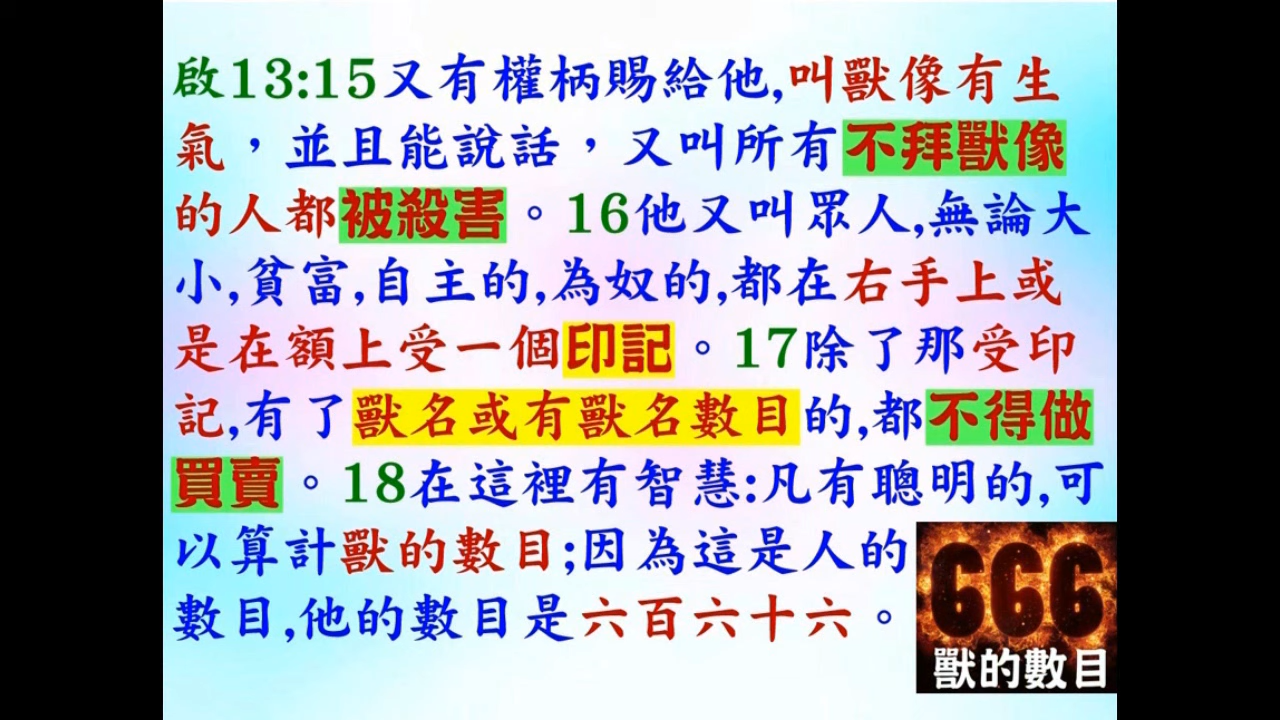 啟13:15又有權柄賜給他,叫獸像有生
氣，並且能說話，又叫所有不拜獸像
的人都被殺害。16他又叫眾人,無論大
小,貧富,自主的,為奴的,都在右手上或
是在額上受一個印記。17除了那受印
記,有了獸名或有獸名數目的,都不得做
買賣。18在這裡有智慧:凡有聰明的,可
以算計獸的數目;因為這是人的
數目,他的數目是六百六十六。
666
獸的數目